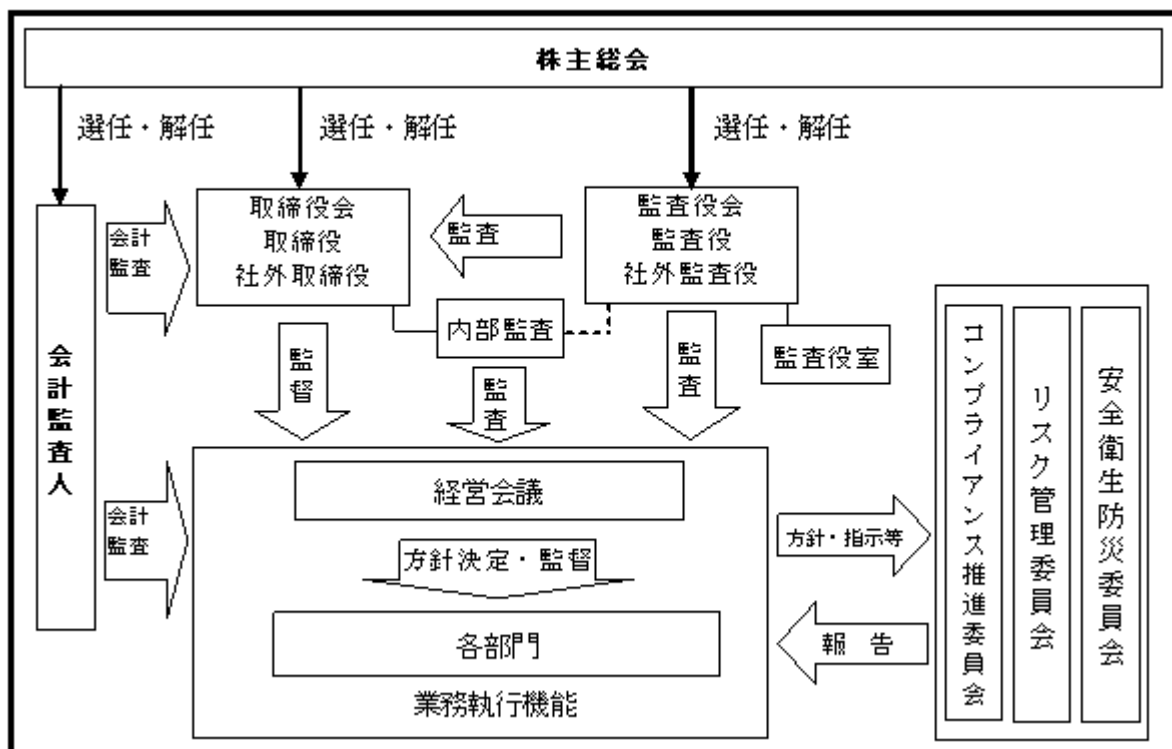 株主総会
選任・解任
選任・解任
選任・解任
取締役会
取締役
社外取締役
監査役会
監査役
社外監査役
会計
監査
監査
内部監査
監査役室
会計監査人
監督
監査
監査
経営会議
会計
監査
方針決定・監督
各部門
業務執行機能
方針・指示等
報 告
コンプライアンス推進委員会
リスク管理委員会
安全衛生防災委員会